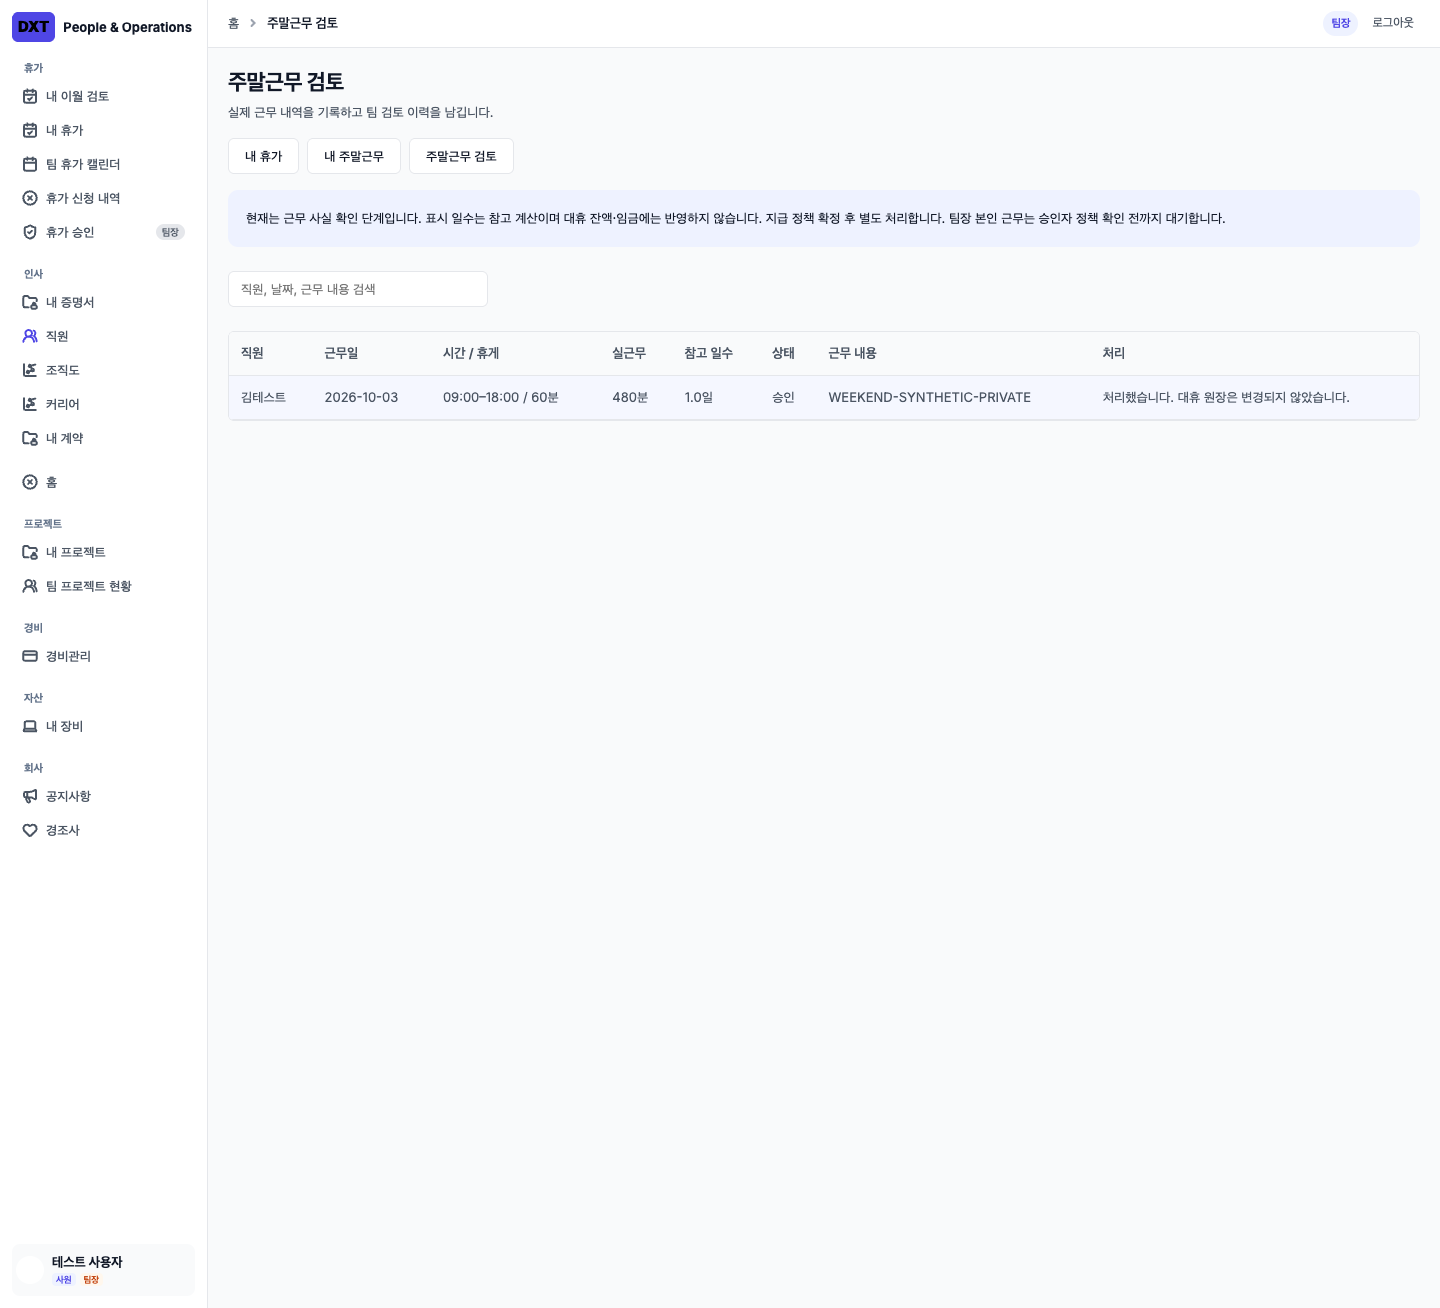 DXT People & Operations
휴가
내 이월 검토
내 휴가
팀 휴가 캘린더
휴가 신청 내역
휴가 승인 팀장
인사
내 증명서
직원
조직도
커리어
내 계약
홈
프로젝트
내 프로젝트
팀 프로젝트 현황
경비
경비관리
자산
내 장비
회사
공지사항
경조사
테스트 사용자
사원 팀장
홈 주말근무 검토 팀장 로그아웃
주말근무 검토
실제 근무 내역을 기록하고 팀 검토 이력을 남깁니다.
내 휴가 내 주말근무 주말근무 검토
현재는 근무 사실 확인 단계입니다. 표시 일수는 참고 계산이며 대휴 잔액·임금에는 반영하지 않습니다. 지급 정책 확정 후 별도 처리합니다. 팀장 본인 근무는 승인자 정책 확인 전까지 대기합니다.
직원, 날짜, 근무 내용 검색
직원 근무일 시간 / 휴게 실근무 참고 일수 상태 근무 내용 처리
김테스트 2026-10-03 09:00–18:00 / 60분 480분 1.0일 승인 WEEKEND-SYNTHETIC-PRIVATE 처리했습니다. 대휴 원장은 변경되지 않았습니다.